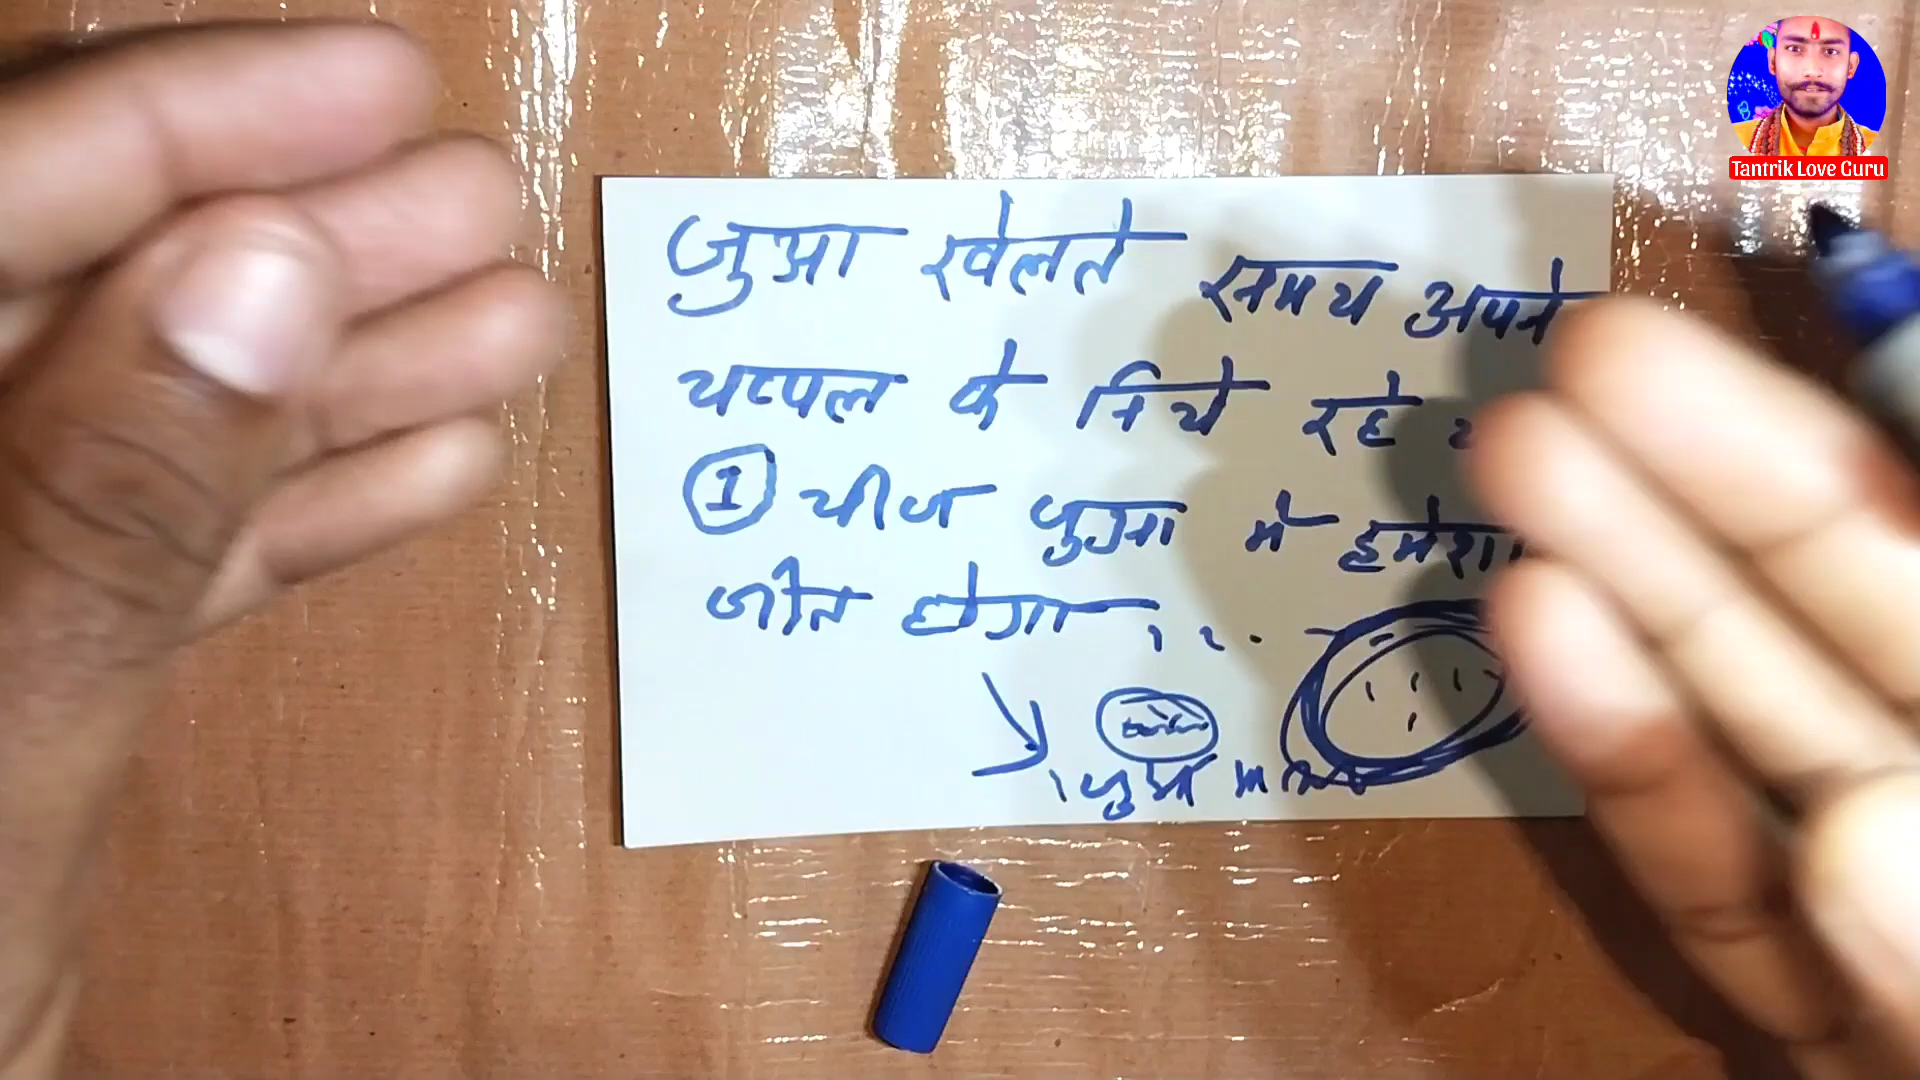 Tantrik Love Guru
जुआ खेलते समय अपने
चप्पल के निचे रहे
1 चीज जुआ में हमेशा
जीत होगा
जुआ